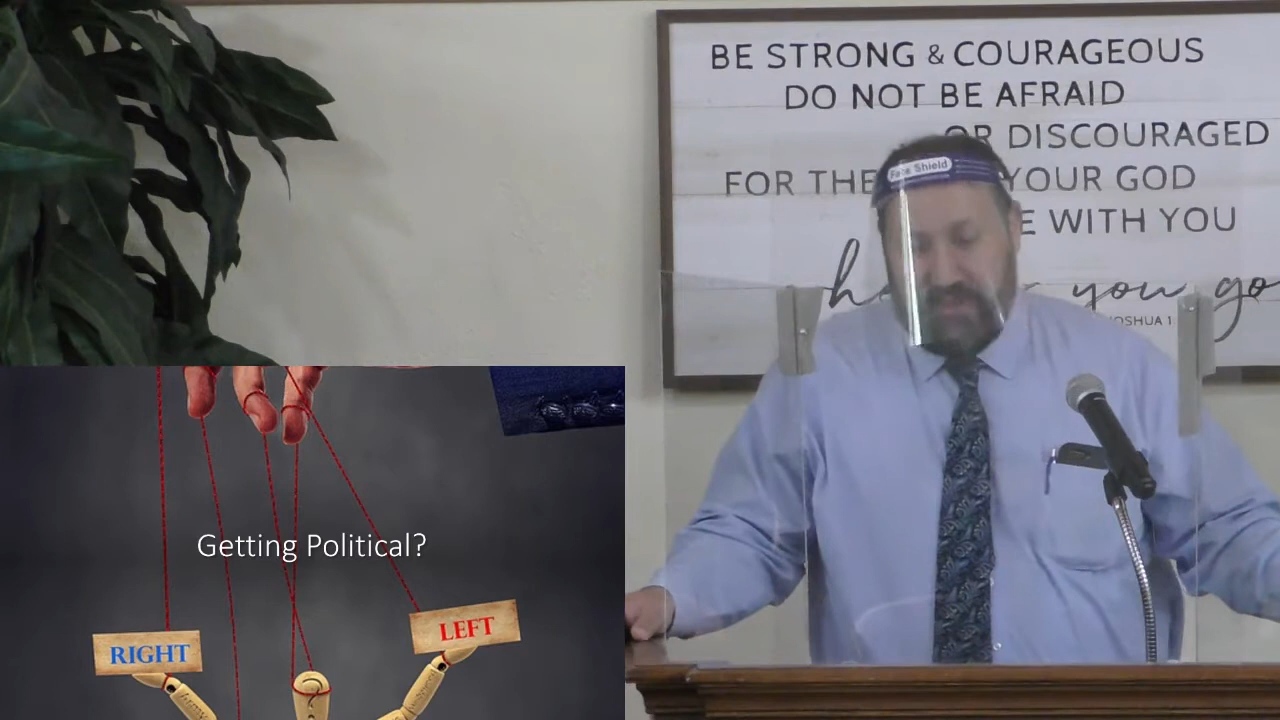 BE STRONG & COURAGEOUS
DO NOT BE AFRAID
OR DISCOURAGED
FOR THE YOUR GOD
WITH YOU
you go
JOSHUA 1
Face Shield
Getting Political?
RIGHT
LEFT